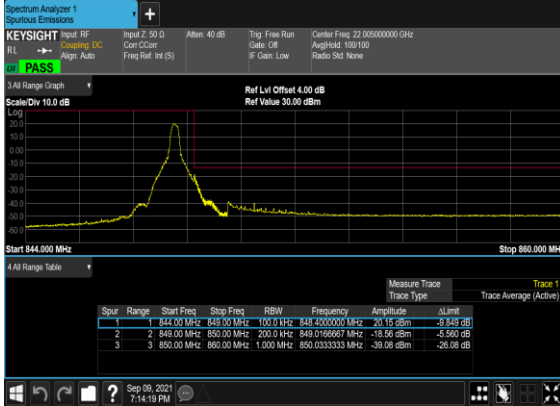 Spectrum Analyzer 1
Spurious Emissions
+
KEYSIGHT Input: RF Input Z: 50 Ω Atten: 40 dB Trig: Free Run Center Freq: 22.005000000 GHz
RL Coupling: DC Corr CCorr Gate: Off Avg|Hold: 100/100
Align: Auto Freq Ref: Int (S) IF Gain: Low Radio Std: None
PASS
3 All Range Graph Ref Lvl Offset 4.00 dB
Scale/Div 10.0 dB Ref Value 30.00 dBm
Log
20.0
10.0
0.00
-10.0
-20.0
-30.0
-40.0
-50.0
-60.0
Start 844.000 MHz Stop 860.000 MHz
4 All Range Table
Measure Trace Trace 1
Trace Type Trace Average (Active)
Spur Range Start Freq Stop Freq RBW Frequency Amplitude ΔLimit
1 1 844.00 MHz 849.00 MHz 100.0 kHz 848.4000000 MHz 20.15 dBm -9.849 dB
2 2 849.00 MHz 850.00 MHz 200.0 kHz 849.0166667 MHz -18.56 dBm -5.560 dB
3 3 850.00 MHz 860.00 MHz 1.000 MHz 850.0333333 MHz -39.08 dBm -26.08 dB
?
Sep 09, 2021
7:14:19 PM